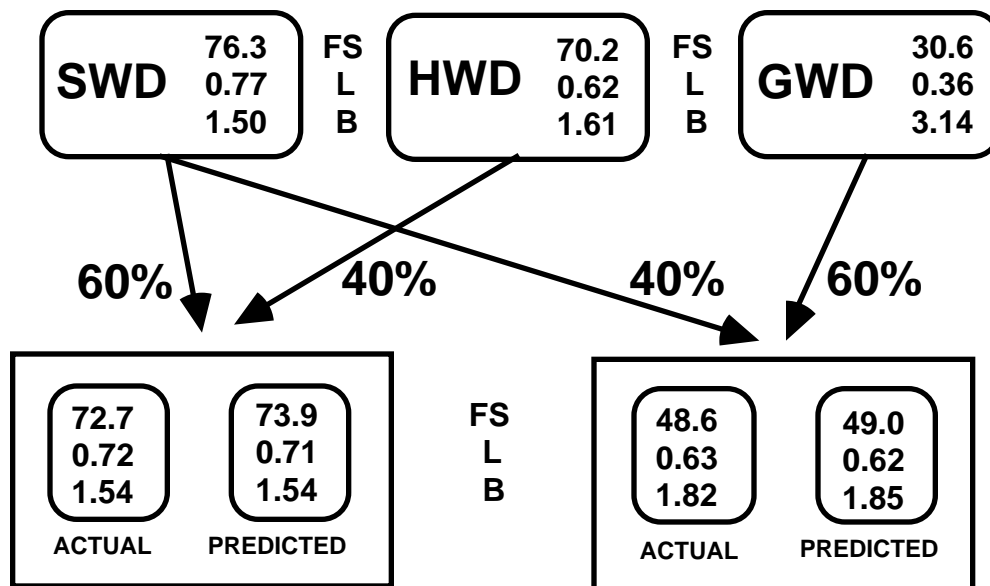 SWD
76.3
0.77
1.50
FS
L
B
HWD
70.2
0.62
1.61
FS
L
B
GWD
30.6
0.36
3.14
60%
40%
40%
60%
72.7
0.72
1.54
ACTUAL
73.9
0.71
1.54
PREDICTED
FS
L
B
48.6
0.63
1.82
ACTUAL
49.0
0.62
1.85
PREDICTED